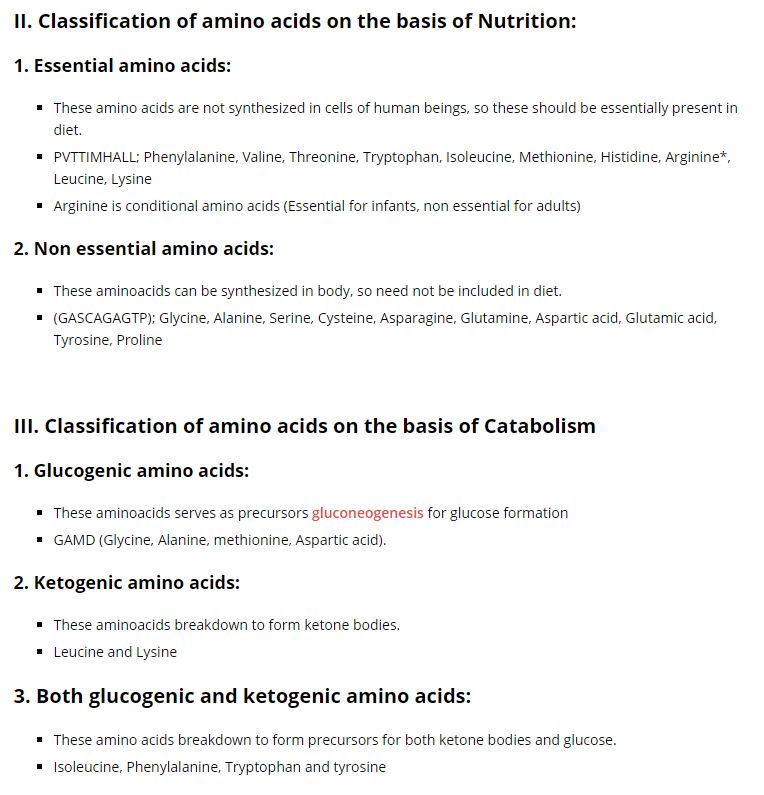 II. Classification of amino acids on the basis of Nutrition:
1. Essential amino acids:
▪ These amino acids are not synthesized in cells of human beings, so these should be essentially present in
diet.
▪ PVTTIMHALL; Phenylalanine, Valine, Threonine, Tryptophan, Isoleucine, Methionine, Histidine, Arginine*,
Leucine, Lysine
▪ Arginine is conditional amino acids (Essential for infants, non essential for adults)
2. Non essential amino acids:
▪ These aminoacids can be synthesized in body, so need not be included in diet.
▪ (GASCAGAGTP); Glycine, Alanine, Serine, Cysteine, Asparagine, Glutamine, Aspartic acid, Glutamic acid,
Tyrosine, Proline
III. Classification of amino acids on the basis of Catabolism
1. Glucogenic amino acids:
▪ These aminoacids serves as precursors gluconeogenesis for glucose formation
▪ GAMD (Glycine, Alanine, methionine, Aspartic acid).
2. Ketogenic amino acids:
▪ These aminoacids breakdown to form ketone bodies.
▪ Leucine and Lysine
3. Both glucogenic and ketogenic amino acids:
▪ These amino acids breakdown to form precursors for both ketone bodies and glucose.
▪ Isoleucine, Phenylalanine, Tryptophan and tyrosine